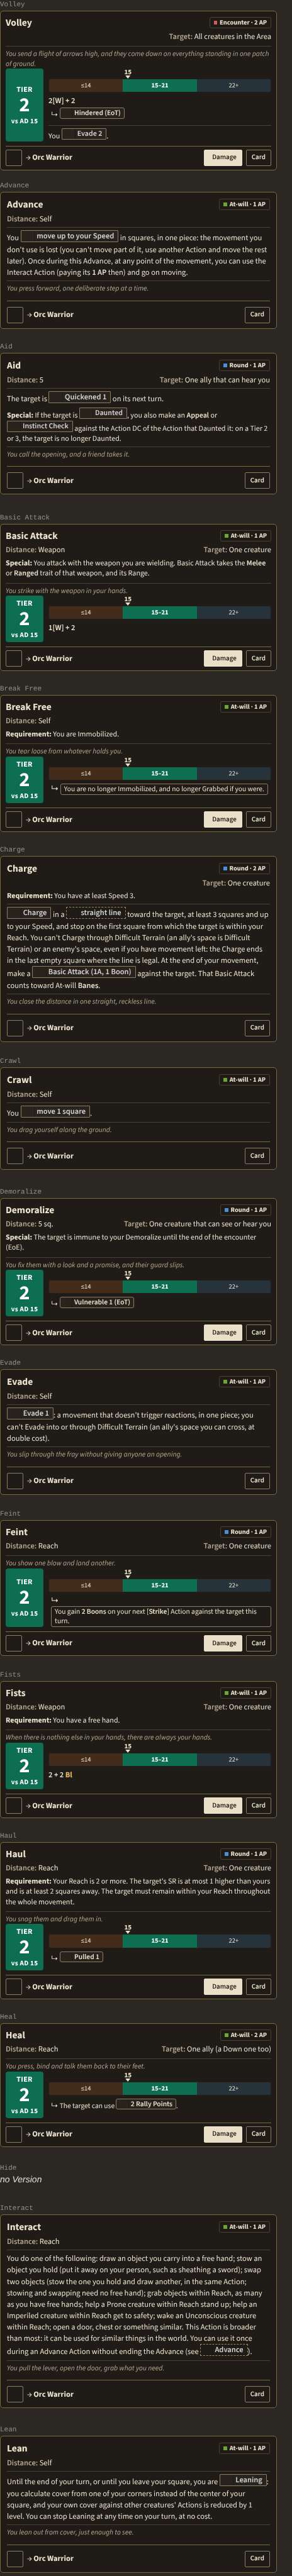 Volley
Volley
Encounter · 2 AP
Target: All creatures in the Area
You send a flight of arrows high, and they come down on everything standing in one patch
of ground.
TIER
2
vs AD 15
15
≤14 15–21 22+
2[W] + 2
↪ Hindered (EoT)
You Evade 2.
→ Orc Warrior
Damage Card
Advance
Advance
At-will · 1 AP
Distance: Self
You move up to your Speed in squares, in one piece: the movement you
don't use is lost (you can't move part of it, use another Action and move the rest
later). Once during this Advance, at any point of the movement, you can use the
Interact Action (paying its 1 AP then) and go on moving.
You press forward, one deliberate step at a time.
→ Orc Warrior
Card
Aid
Aid
Round · 1 AP
Distance: 5 Target: One ally that can hear you
The target is Quickened 1 on its next turn.
Special: If the target is Daunted, you also make an Appeal or
Instinct Check against the Action DC of the Action that Daunted it: on a Tier 2
or 3, the target is no longer Daunted.
You call the opening, and a friend takes it.
→ Orc Warrior
Card
Basic Attack
Basic Attack
At-will · 1 AP
Distance: Weapon Target: One creature
Special: You attack with the weapon you are wielding. Basic Attack takes the Melee
or Ranged trait of that weapon, and its Range.
You strike with the weapon in your hands.
TIER
2
vs AD 15
15
≤14 15–21 22+
1[W] + 2
→ Orc Warrior
Damage Card
Break Free
Break Free
At-will · 1 AP
Distance: Self
Requirement: You are Immobilized.
You tear loose from whatever holds you.
TIER
2
vs AD 15
15
≤14 15–21 22+
↪ You are no longer Immobilized, and no longer Grabbed if you were.
→ Orc Warrior
Damage Card
Charge
Charge
Round · 2 AP
Target: One creature
Requirement: You have at least Speed 3.
Charge in a straight line toward the target, at least 3 squares and up
to your Speed, and stop on the first square from which the target is within your
Reach. You can't Charge through Difficult Terrain (an ally's space is Difficult
Terrain) or an enemy's space, even if you have movement left: the Charge ends
in the last empty square where the line is legal. At the end of your movement,
make a Basic Attack (1A, 1 Boon) against the target. That Basic Attack
counts toward At-will Banes.
You close the distance in one straight, reckless line.
→ Orc Warrior
Card
Crawl
Crawl
At-will · 1 AP
Distance: Self
You move 1 square.
You drag yourself along the ground.
→ Orc Warrior
Card
Demoralize
Demoralize
Round · 1 AP
Distance: 5 sq. Target: One creature that can see or hear you
Special: The target is immune to your Demoralize until the end of the encounter
(EoE).
You fix them with a look and a promise, and their guard slips.
TIER
2
vs AD 15
15
≤14 15–21 22+
↪ Vulnerable 1 (EoT)
→ Orc Warrior
Damage Card
Evade
Evade
At-will · 1 AP
Distance: Self
Evade 1: a movement that doesn't trigger reactions, in one piece; you
can't Evade into or through Difficult Terrain (an ally's space you can cross, at
double cost).
You slip through the fray without giving anyone an opening.
→ Orc Warrior
Card
Feint
Feint
Round · 1 AP
Distance: Reach Target: One creature
You show one blow and land another.
TIER
2
vs AD 15
15
≤14 15–21 22+
↪
You gain 2 Boons on your next [Strike] Action against the target this
turn.
→ Orc Warrior
Damage Card
Fists
Fists
At-will · 1 AP
Distance: Weapon Target: One creature
Requirement: You have a free hand.
When there is nothing else in your hands, there are always your hands.
TIER
2
vs AD 15
15
≤14 15–21 22+
2 + 2 Bl
→ Orc Warrior
Damage Card
Haul
Haul
Round · 1 AP
Distance: Reach Target: One creature
Requirement: Your Reach is 2 or more. The target's SR is at most 1 higher than yours
and is at least 2 squares away. The target must remain within your Reach throughout
the whole movement.
You snag them and drag them in.
TIER
2
vs AD 15
15
≤14 15–21 22+
↪ Pulled 1
→ Orc Warrior
Damage Card
Heal
Heal
At-will · 2 AP
Distance: Reach Target: One ally (a Down one too)
You press, bind and talk them back to their feet.
TIER
2
vs AD 15
15
≤14 15–21 22+
↪ The target can use 2 Rally Points.
→ Orc Warrior
Damage Card
Hide
no Version
Interact
Interact
At-will · 1 AP
Distance: Reach
You do one of the following: draw an object you carry into a free hand; stow an
object you hold (put it away on your person, such as sheathing a sword); swap
two objects (stow the one you hold and draw another, in the same Action;
stowing and swapping need no free hand); grab objects within Reach, as many
as you have free hands; help a Prone creature within Reach stand up; help an
Imperiled creature within Reach get to safety; wake an Unconscious creature
within Reach; open a door, chest or something similar. This Action is broader
than most: it can be used for similar things in the world. You can use it once
during an Advance Action without ending the Advance (see Advance).
You pull the lever, open the door, grab what you need.
→ Orc Warrior
Card
Lean
Lean
At-will · 1 AP
Distance: Self
Until the end of your turn, or until you leave your square, you are Leaning:
you calculate cover from one of your corners instead of the center of your
square, and your own cover against other creatures' Actions is reduced by 1
level. You can stop Leaning at any time on your turn, at no cost.
You lean out from cover, just enough to see.
→ Orc Warrior
Card